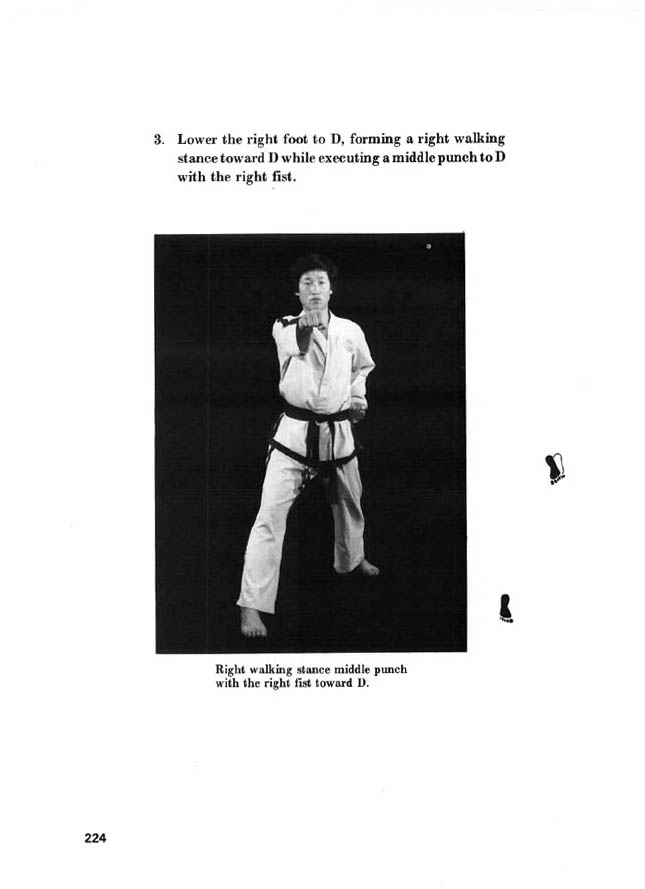 3. Lower the right foot to D, forming a right walking
stance toward D while executing a middle punch to D
with the right fist.
Right walking stance middle punch
with the right fist toward D.
224